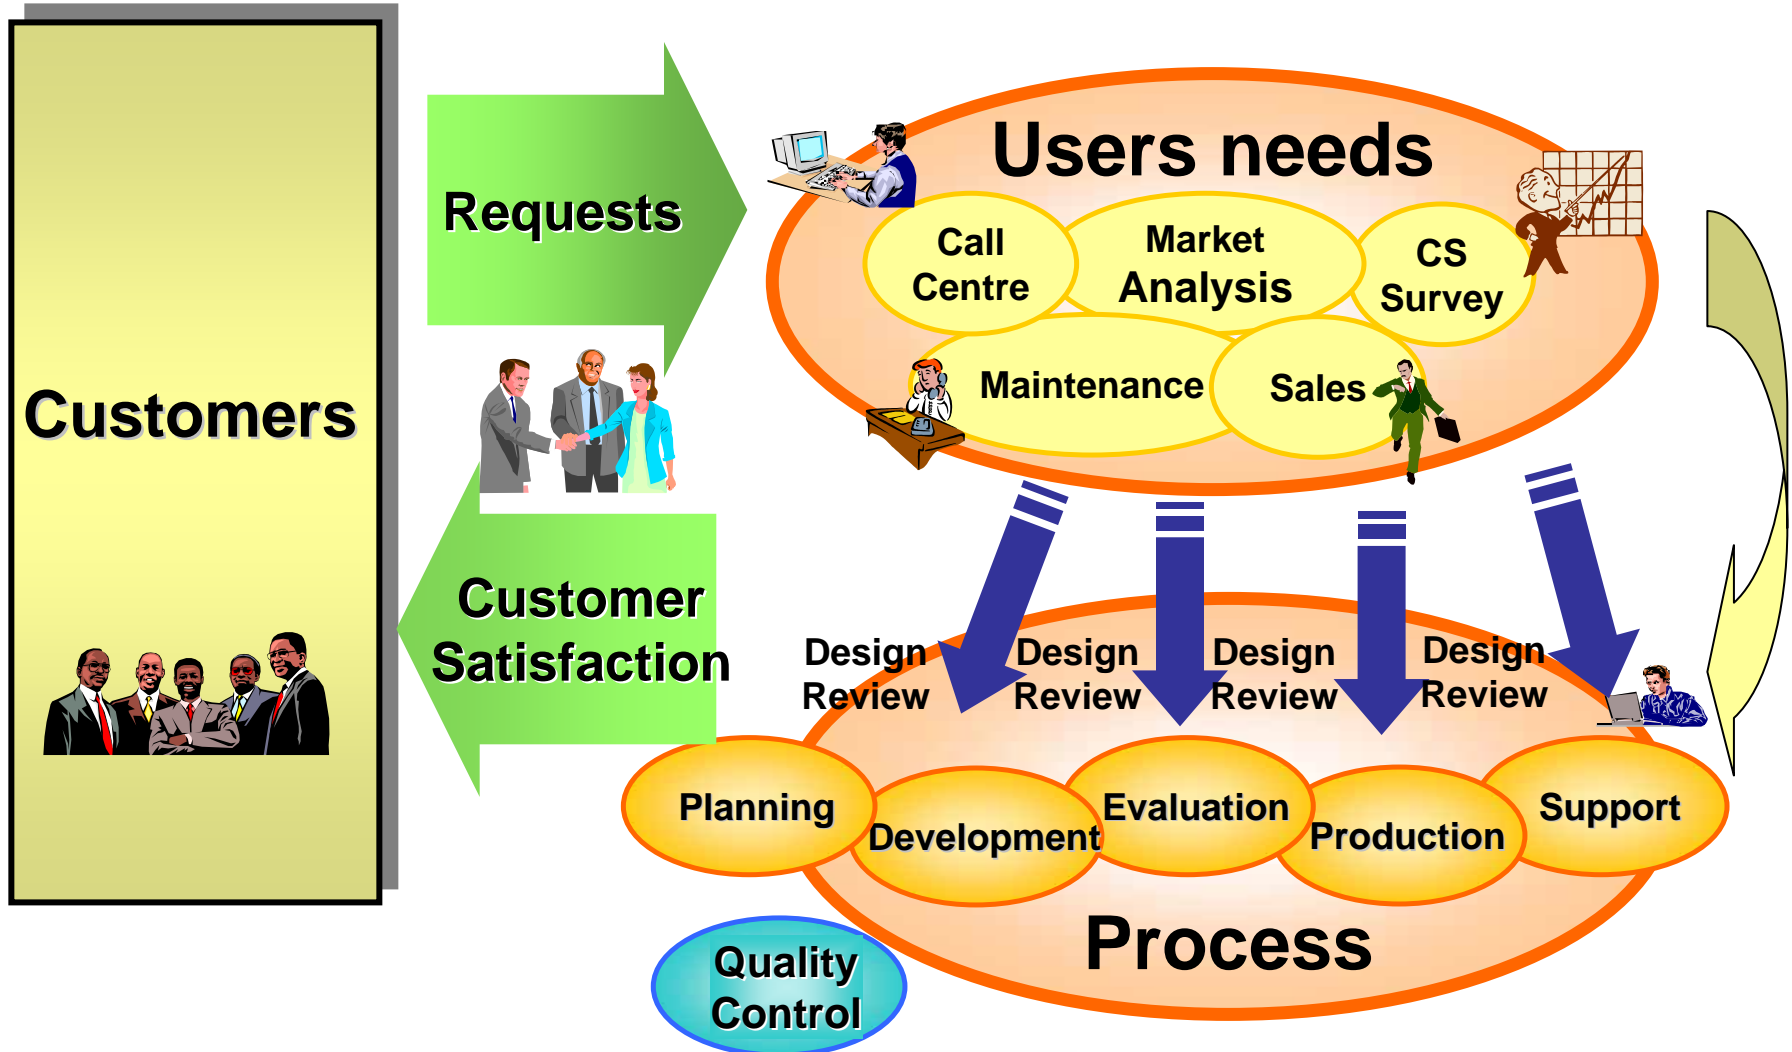 Customers
Requests
Customer
Satisfaction
Users needs
Call
Centre
Market
Analysis
CS
Survey
Maintenance
Sales
Design
Review
Design
Review
Design
Review
Design
Review
Planning
Development
Evaluation
Production
Support
Process
Quality
Control